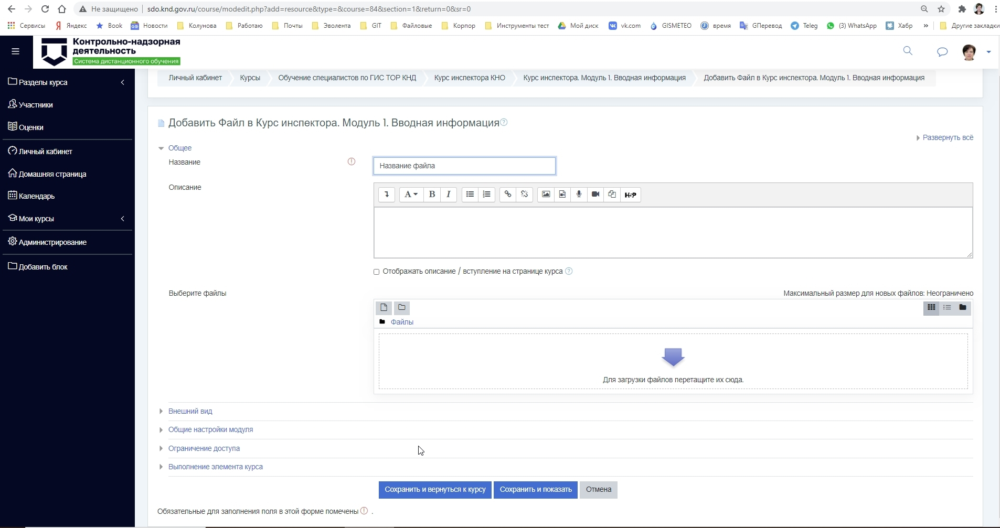 Не защищено sdo.knd.gov.ru/course/modedit.php?add=resource&type=&course=84&section=1&return=0&sr=0
Сервисы Яндекс Book Новости Колунова Работаю Почты Эволента GIT Файловые Корпор Инструменты тест Мой диск vk.com GISMETEO время GПеревод Teleg (3) WhatsApp Хабр » Другие закладки
Контрольно-надзорная
деятельность
Система дистанционного обучения
Разделы курса
Участники
Оценки
Личный кабинет
Домашняя страница
Календарь
Мои курсы
Администрирование
Добавить блок
Личный кабинет Курсы Обучение специалистов по ГИС ТОР КНД Курс инспектора КНО Курс инспектора. Модуль 1. Вводная информация Добавить Файл в Курс инспектора. Модуль 1. Вводная информация
Добавить Файл в Курс инспектора. Модуль 1. Вводная информация
Развернуть всё
Общее
Название
Название файла
Описание
A B I H5P
Отображать описание / вступление на странице курса
Выберите файлы
Максимальный размер для новых файлов: Неограничено
Файлы
Для загрузки файлов перетащите их сюда.
Внешний вид
Общие настройки модуля
Ограничение доступа
Выполнение элемента курса
Сохранить и вернуться к курсу Сохранить и показать Отмена
Обязательные для заполнения поля в этой форме помечены .